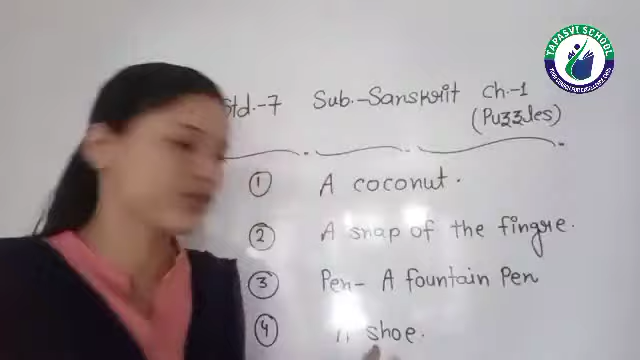 TAPASVI SCHOOL
Std.-7 Sub.-Sanskrit Ch.-1
(Puzzles)
① A coconut.
② A snap of the fingre.
③ Pen- A fountain Pen
④ A shoe.